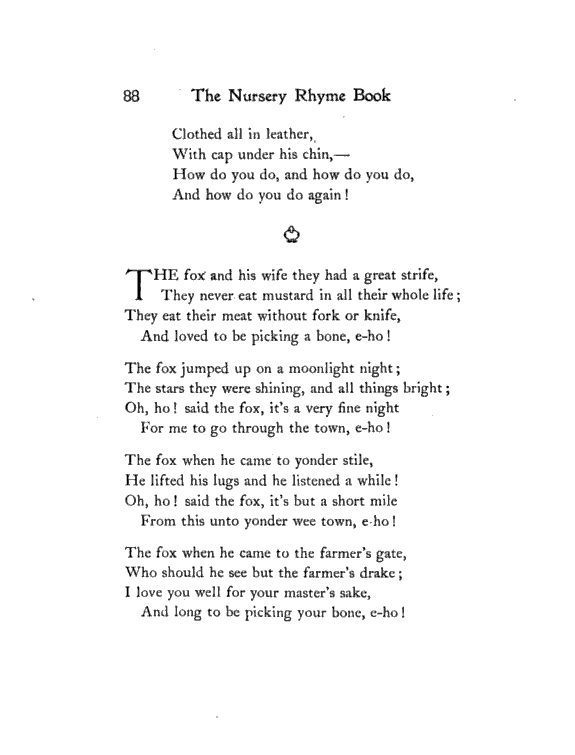 88 The Nursery Rhyme Book
Clothed all in leather,
With cap under his chin,—
How do you do, and how do you do,
And how do you do again !
THE fox and his wife they had a great strife,
They never eat mustard in all their whole life ;
They eat their meat without fork or knife,
And loved to be picking a bone, e-ho !
The fox jumped up on a moonlight night ;
The stars they were shining, and all things bright ;
Oh, ho ! said the fox, it's a very fine night
For me to go through the town, e-ho !
The fox when he came to yonder stile,
He lifted his lugs and he listened a while !
Oh, ho ! said the fox, it's but a short mile
From this unto yonder wee town, e-ho !
The fox when he came to the farmer's gate,
Who should he see but the farmer's drake ;
I love you well for your master's sake,
And long to be picking your bone, e-ho !